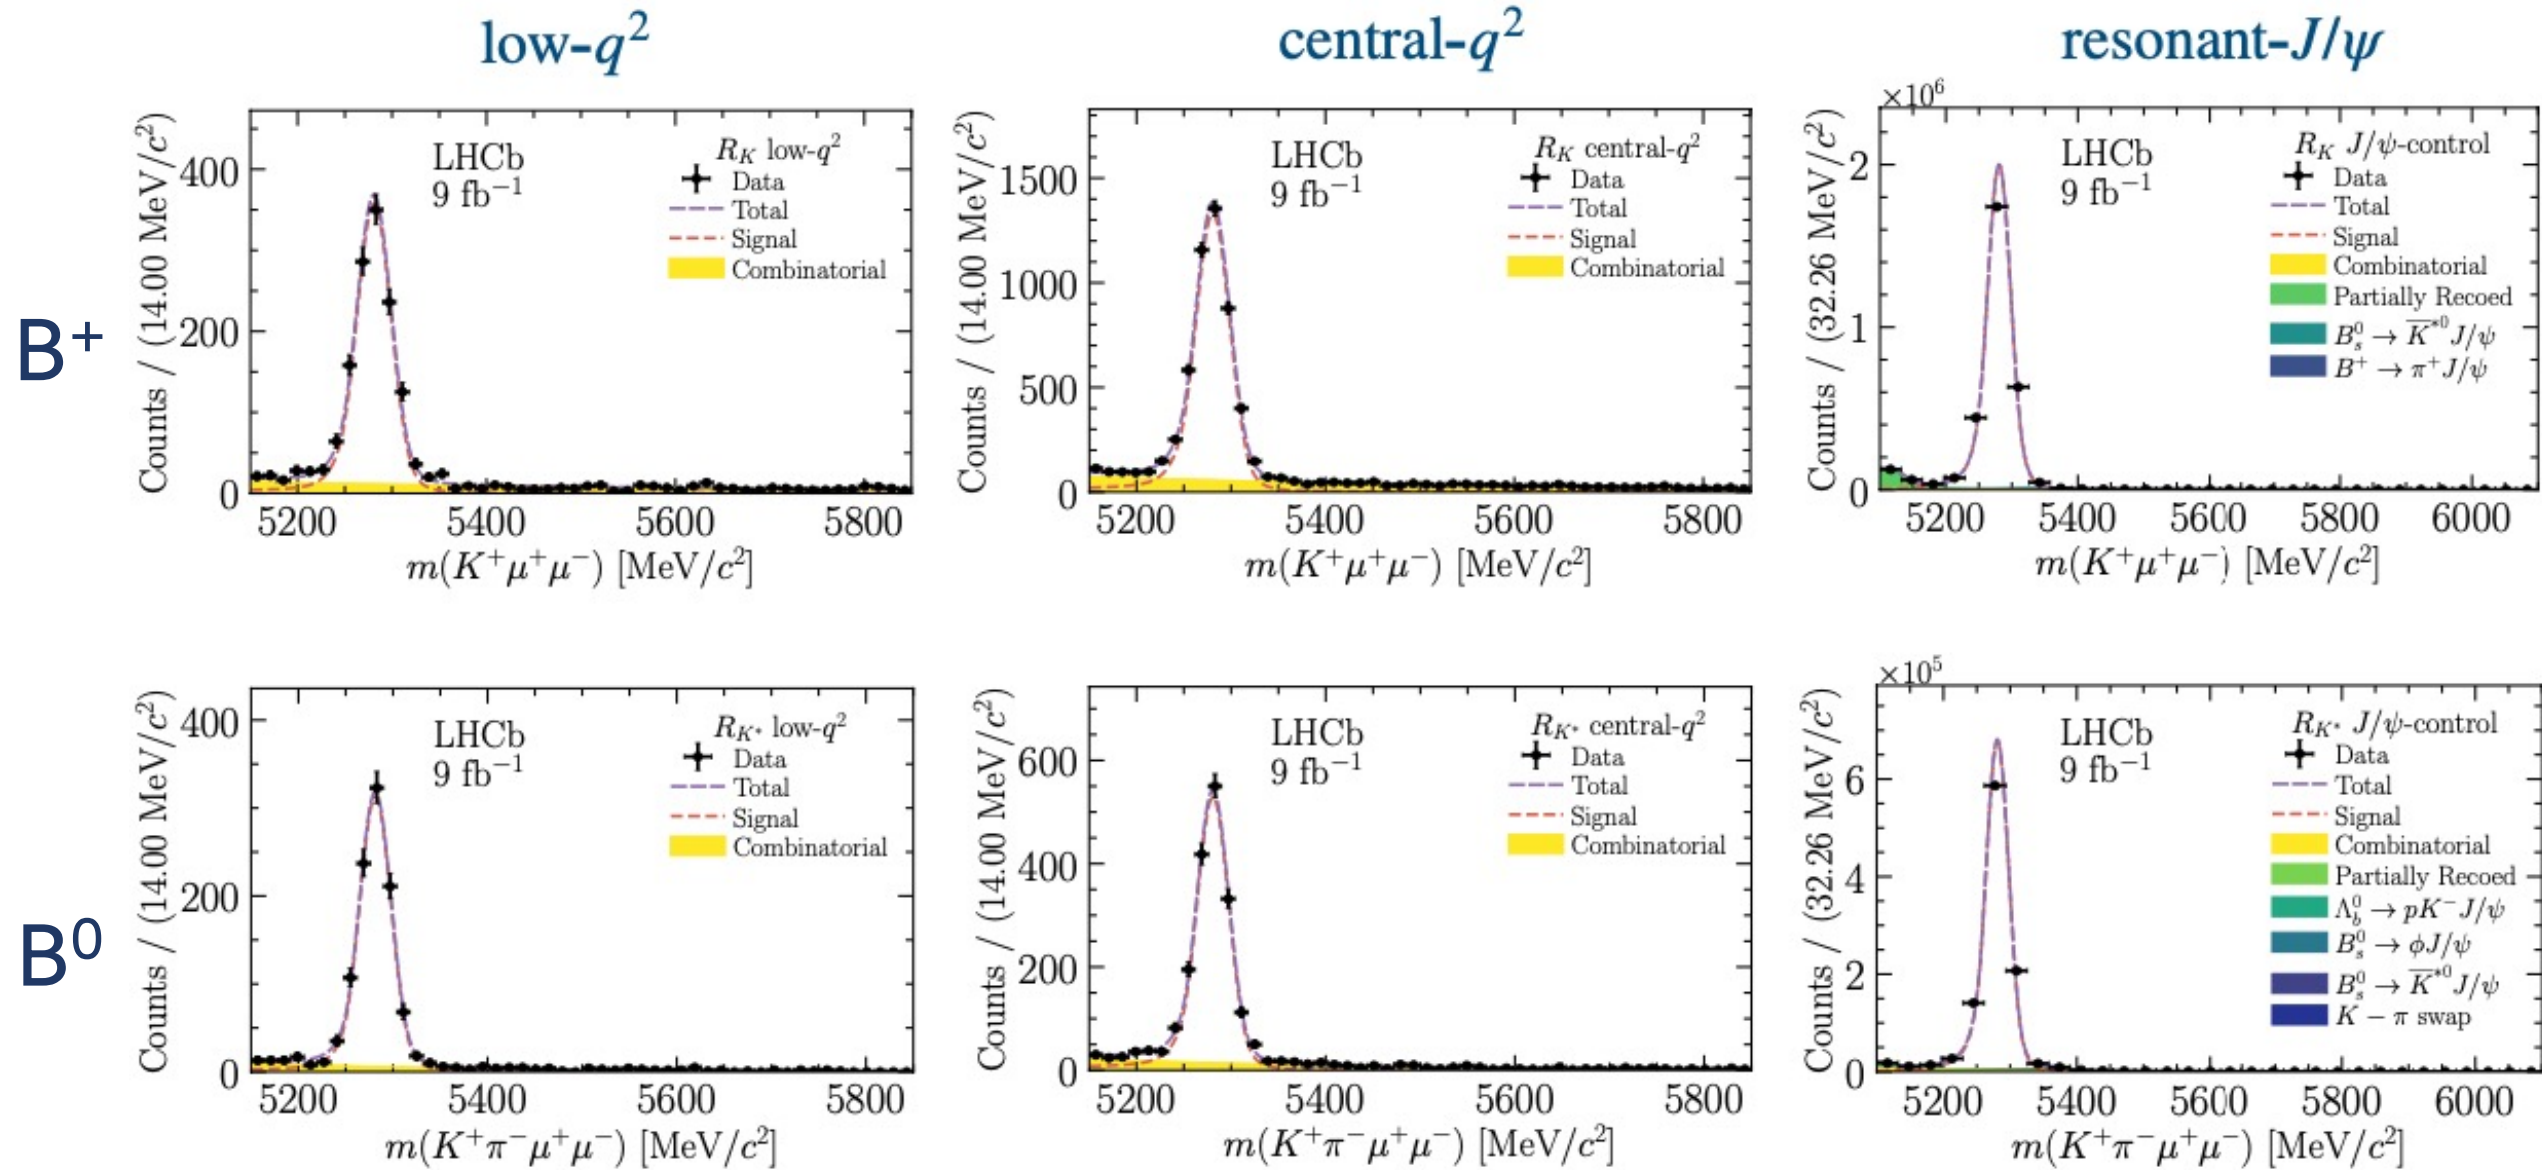 low-q²
central-q²
resonant-J/ψ
B⁺
Counts / (14.00 MeV/c²)
400
200
0
LHCb
9 fb⁻¹
R_K low-q²
Data
Total
Signal
Combinatorial
5200 5400 5600 5800
m(K⁺μ⁺μ⁻) [MeV/c²]
Counts / (14.00 MeV/c²)
1500
1000
500
0
LHCb
9 fb⁻¹
R_K central-q²
Data
Total
Signal
Combinatorial
5200 5400 5600 5800
m(K⁺μ⁺μ⁻) [MeV/c²]
×10⁶
Counts / (32.26 MeV/c²)
2
1
0
LHCb
9 fb⁻¹
R_K J/ψ-control
Data
Total
Signal
Combinatorial
Partially Recoed
B⁰_s → K̅*⁰J/ψ
B⁺ → π⁺J/ψ
5200 5400 5600 5800 6000
m(K⁺μ⁺μ⁻) [MeV/c²]
B⁰
Counts / (14.00 MeV/c²)
400
200
0
LHCb
9 fb⁻¹
R_K* low-q²
Data
Total
Signal
Combinatorial
5200 5400 5600 5800
m(K⁺π⁻μ⁺μ⁻) [MeV/c²]
Counts / (14.00 MeV/c²)
600
400
200
0
LHCb
9 fb⁻¹
R_K* central-q²
Data
Total
Signal
Combinatorial
5200 5400 5600 5800
m(K⁺π⁻μ⁺μ⁻) [MeV/c²]
×10⁵
Counts / (32.26 MeV/c²)
6
4
2
0
LHCb
9 fb⁻¹
R_K* J/ψ-control
Data
Total
Signal
Combinatorial
Partially Recoed
Λ⁰_b → pK⁻J/ψ
B⁰_s → ϕJ/ψ
B⁰_s → K̅*⁰J/ψ
K − π swap
5200 5400 5600 5800 6000
m(K⁺π⁻μ⁺μ⁻) [MeV/c²]